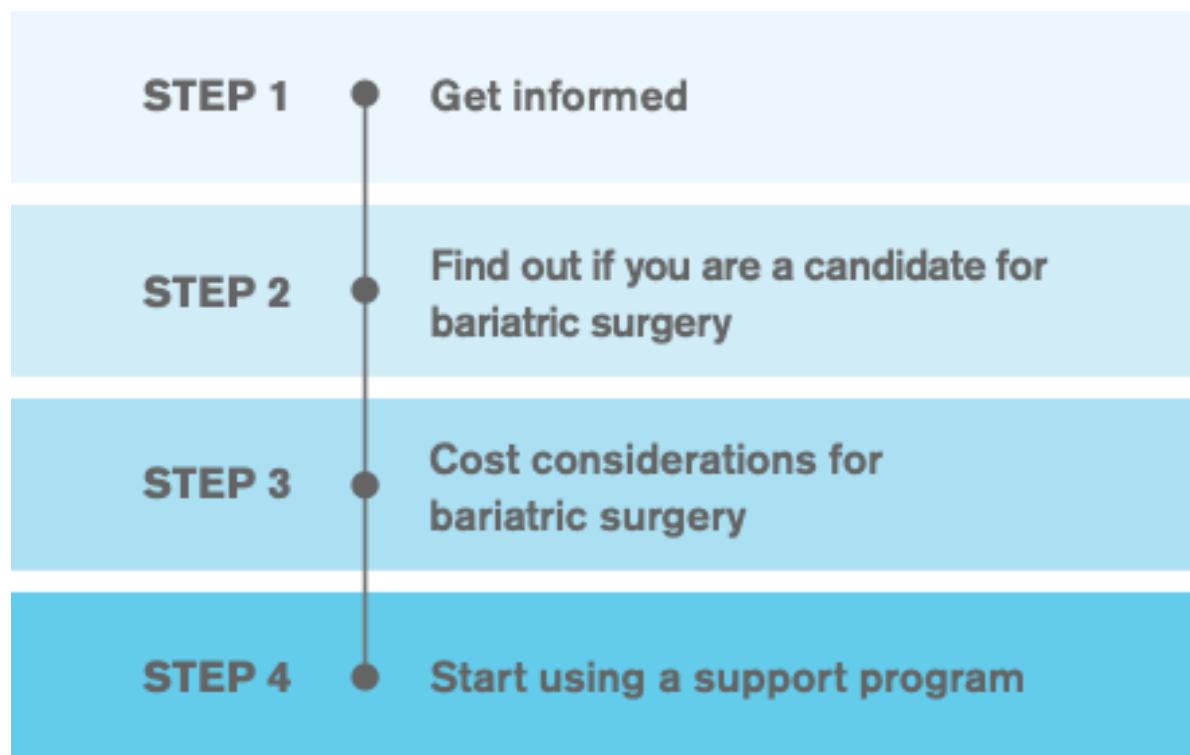 STEP 1 Get informed
STEP 2 Find out if you are a candidate for
bariatric surgery
STEP 3 Cost considerations for
bariatric surgery
STEP 4 Start using a support program